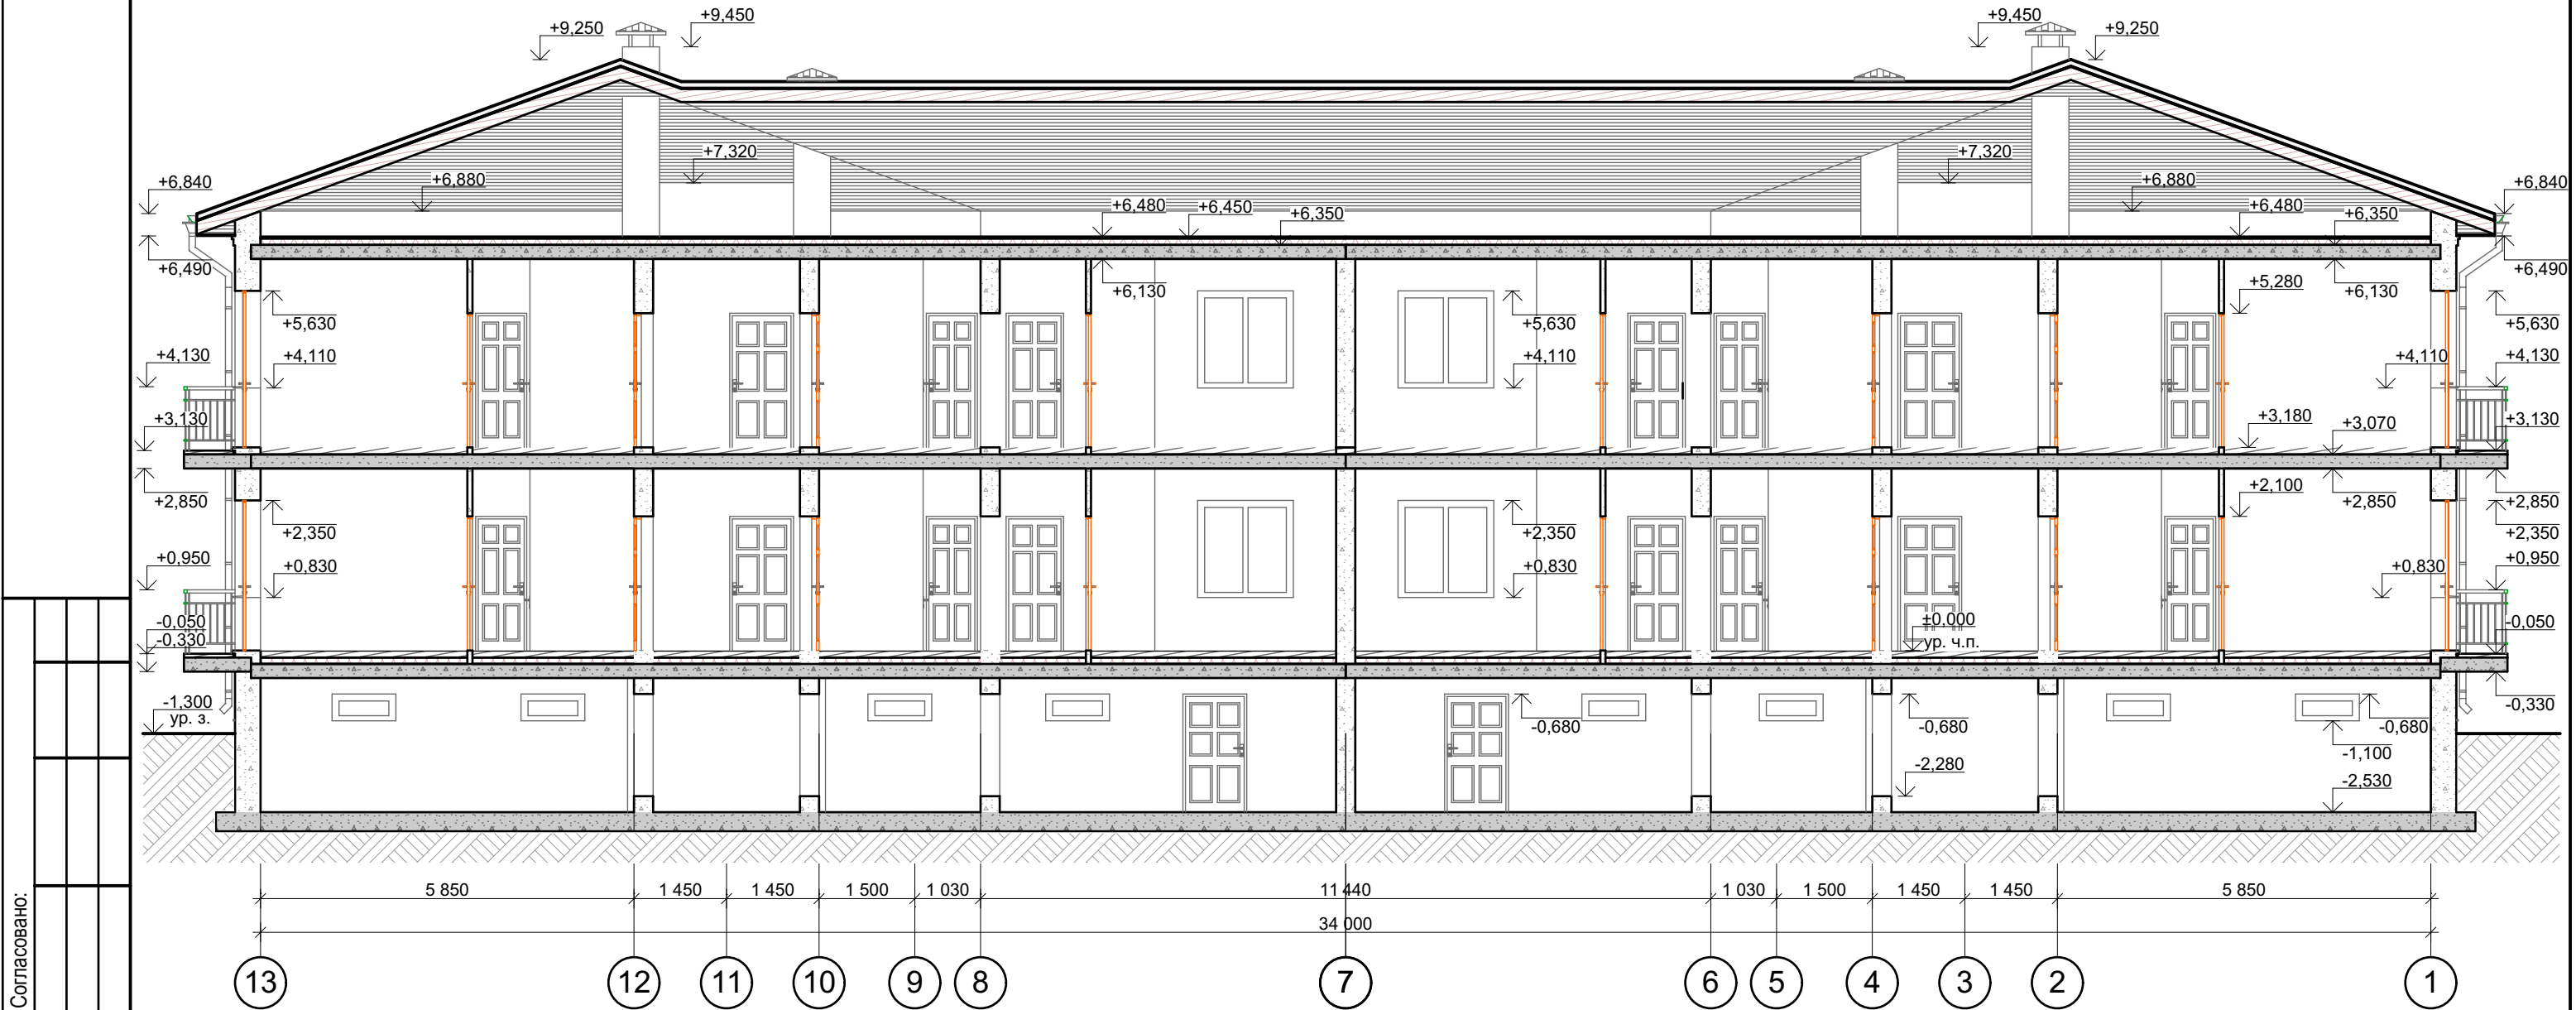 +9,250 +9,450 +9,450 +9,250
+7,320 +7,320
+6,840 +6,880 +6,880 +6,840
+6,480 +6,450 +6,350 +6,480 +6,350
+6,490 +6,490
+6,130 +5,280 +6,130
+5,630 +5,630 +5,630
+4,130 +4,110 +4,110 +4,110 +4,130
+3,130 +3,180 +3,070 +3,130
+2,850 +2,100 +2,850 +2,850
+2,350 +2,350 +2,350
+0,950 +0,830 +0,830 +0,830 +0,950
-0,050 ±0,000 -0,050
-0,330 ур. ч.п.
-1,300 -0,330
ур. з. -0,680 -0,680 -0,680
-1,100
-2,280 -2,530
5 850 1 450 1 450 1 500 1 030 11 440 1 030 1 500 1 450 1 450 5 850
34 000
13 12 11 10 9 8 7 6 5 4 3 2 1
Согласовано: